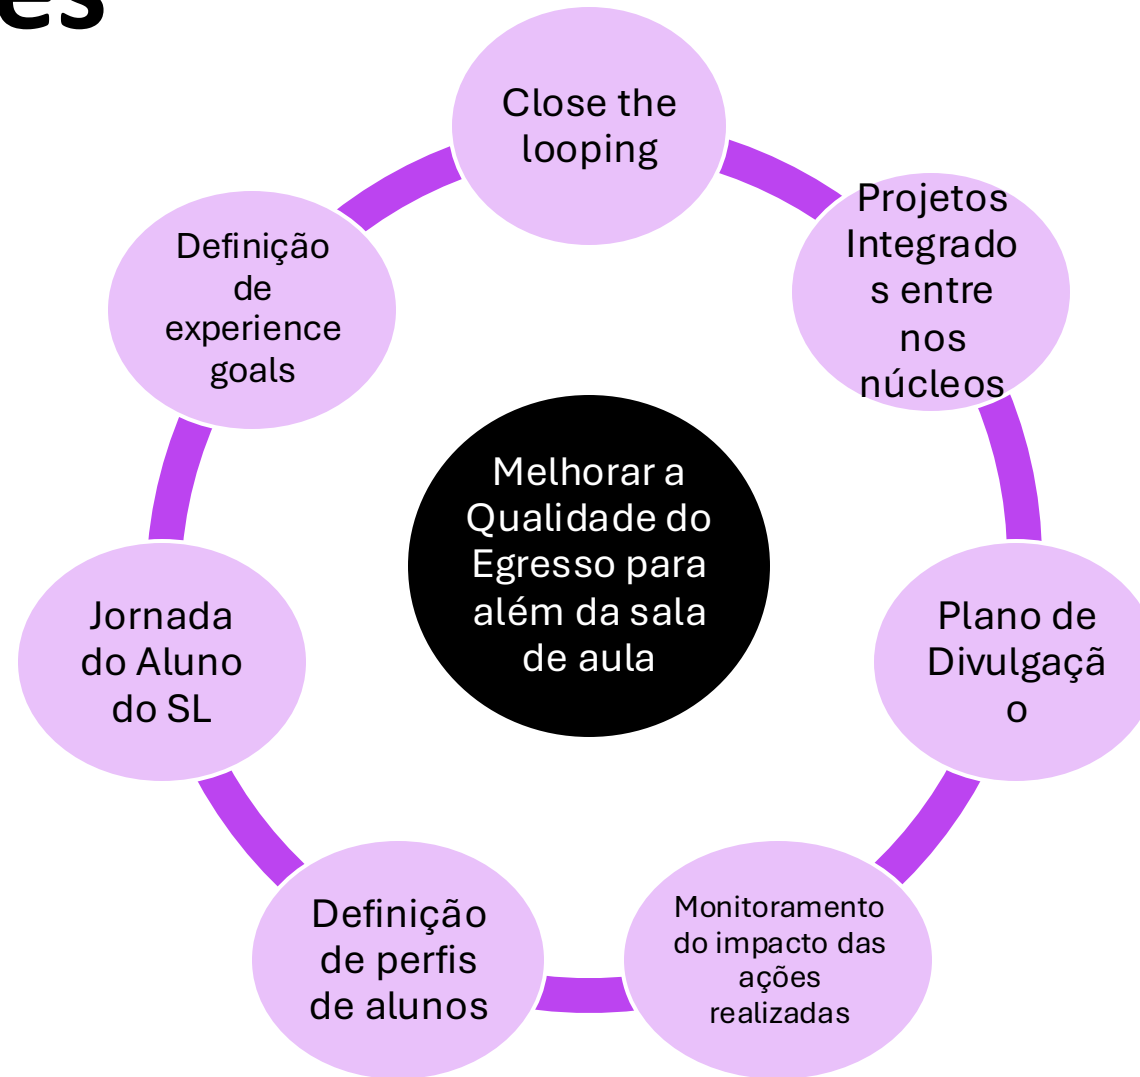 es
Close the
looping
Projetos
Integrado
s entre
nos
núcleos
Plano de
Divulgaçã
o
Monitoramento
do impacto das
ações
realizadas
Definição
de perfis
de alunos
Jornada
do Aluno
do SL
Definição
de
experience
goals
Melhorar a
Qualidade do
Egresso para
além da sala
de aula